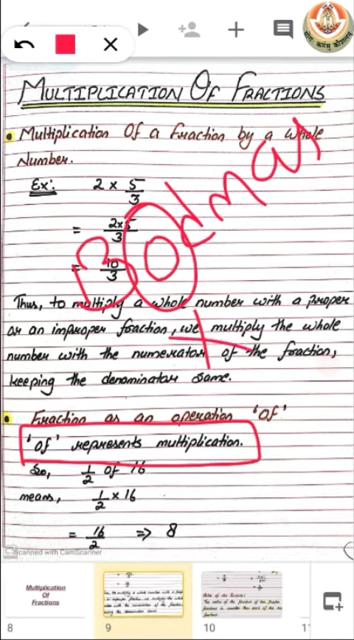 MULTIPLICATION OF FRACTIONS
Multiplication Of a Fraction by a Whole
Number.
Ex: 2 × 5/3
= 2×5/3
= 10/3
BODMAS
Thus, to multiply a whole number with a proper
or an improper fraction, we multiply the whole
number with the numerator of the fraction,
keeping the denominator same.
Fraction as an operation 'of'
'of' represents multiplication.
So, 1/2 of 16
means, 1/2 × 16
= 16/2 ⇒ 8
Scanned with CamScanner
Multiplication
Of
Fractions
8
9
10
11